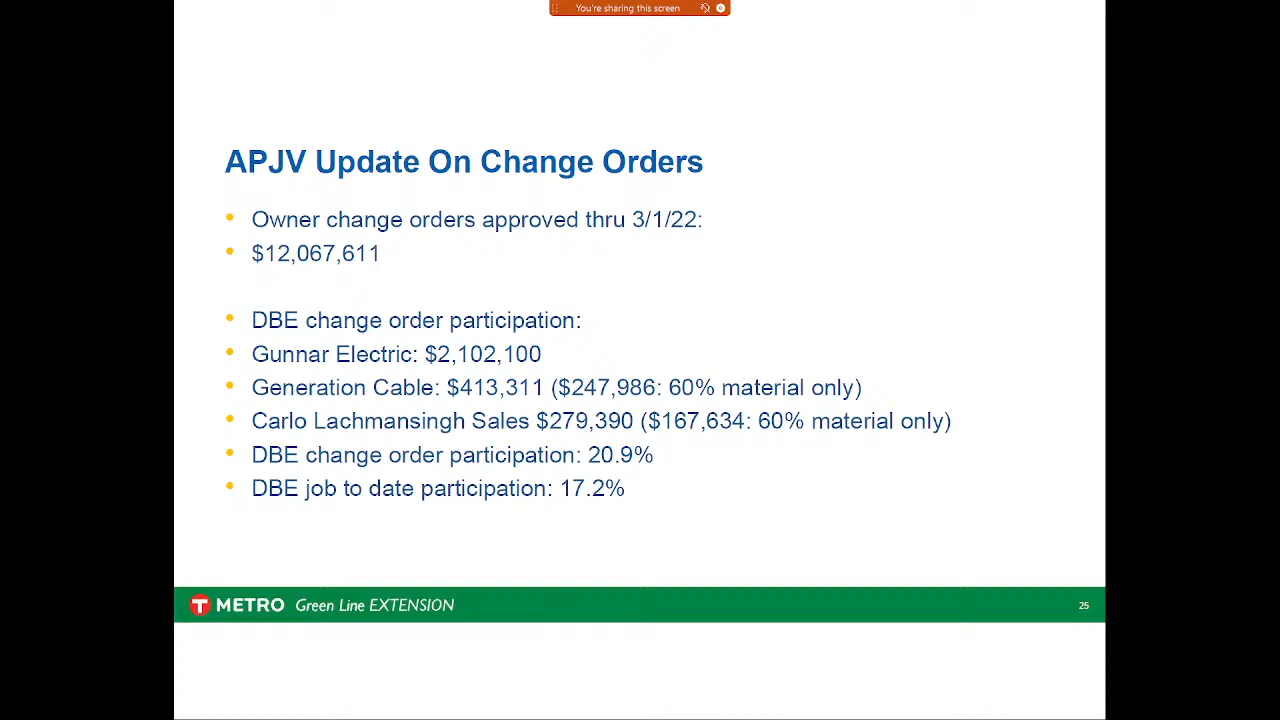 You're sharing this screen
APJV Update On Change Orders
• Owner change orders approved thru 3/1/22:
• $12,067,611
• DBE change order participation:
• Gunnar Electric: $2,102,100
• Generation Cable: $413,311 ($247,986: 60% material only)
• Carlo Lachmansingh Sales $279,390 ($167,634: 60% material only)
• DBE change order participation: 20.9%
• DBE job to date participation: 17.2%
T METRO Green Line EXTENSION
25